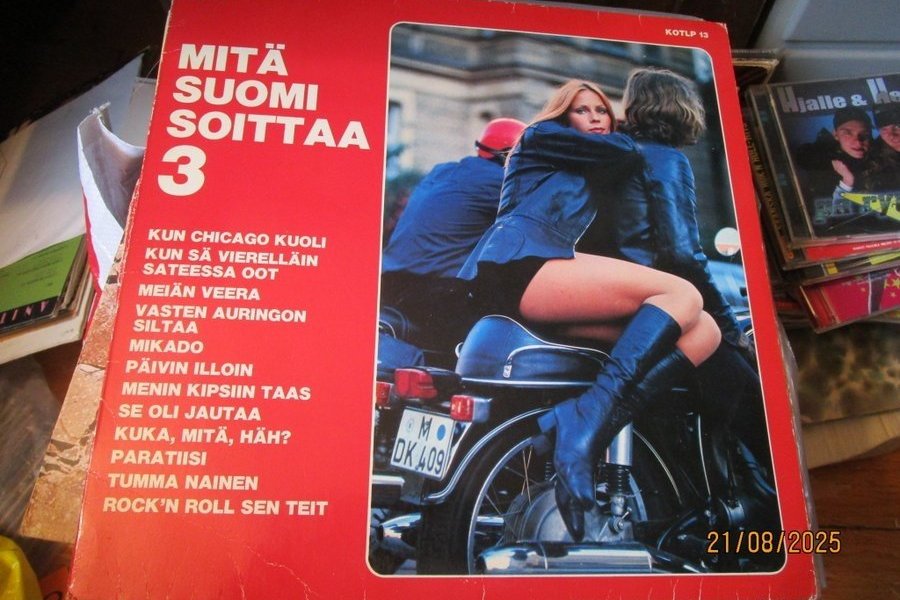 KOTLP 13
MITÄ
SUOMI
SOITTAA
3
KUN CHICAGO KUOLI
KUN SÄ VIERELLÄIN
SATEESSA OOT
MEIÄN VEERA
VASTEN AURINGON
SILTAA
MIKADO
PÄIVIN ILLOIN
MENIN KIPSIIN TAAS
SE OLI JAUTAA
KUKA, MITÄ, HÄH?
PARATIISI
TUMMA NAINEN
ROCK'N ROLL SEN TEIT
M
DK 409
Hjalle & He
21/08/2025